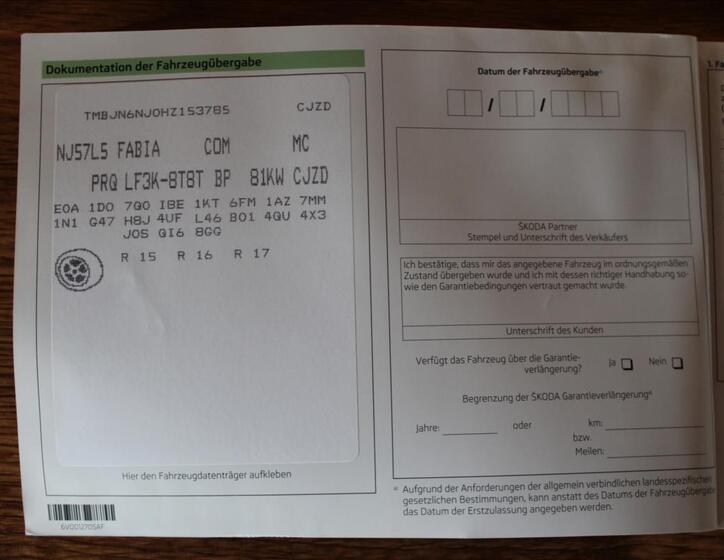 Dokumentation der Fahrzeugübergabe
TMBJN6NJ0HZ153785 CJZD
NJ57L5 FABIA COM MC
PRQ LF3K-8T8T BP 81KW CJZD
E0A 1D0 7Q0 IBE 1KT 6FM 1AZ 7MM
1N1 G47 H8J 4UF L46 B01 4QU 4X3
J0S QI6 8GG
R 15 R 16 R 17
Hier den Fahrzeugdatenträger aufkleben
6V0012705AF
Datum der Fahrzeugübergabe*
/ /
ŠKODA Partner
Stempel und Unterschrift des Verkäufers
Ich bestätige, dass mir das angegebene Fahrzeug im ordnungsgemäßen
Zustand übergeben wurde und ich mit dessen richtiger Handhabung so-
wie den Garantiebedingungen vertraut gemacht wurde.
Unterschrift des Kunden
Verfügt das Fahrzeug über die Garantie-
verlängerung? Ja Nein
Begrenzung der ŠKODA Garantieverlängerung*
Jahre: oder km:
bzw.
Meilen:
* Aufgrund der Anforderungen der allgemein verbindlichen landesspezifischen
gesetzlichen Bestimmungen, kann anstatt des Datums der Fahrzeugübergabe
das Datum der Erstzulassung angegeben werden.
1. Fa